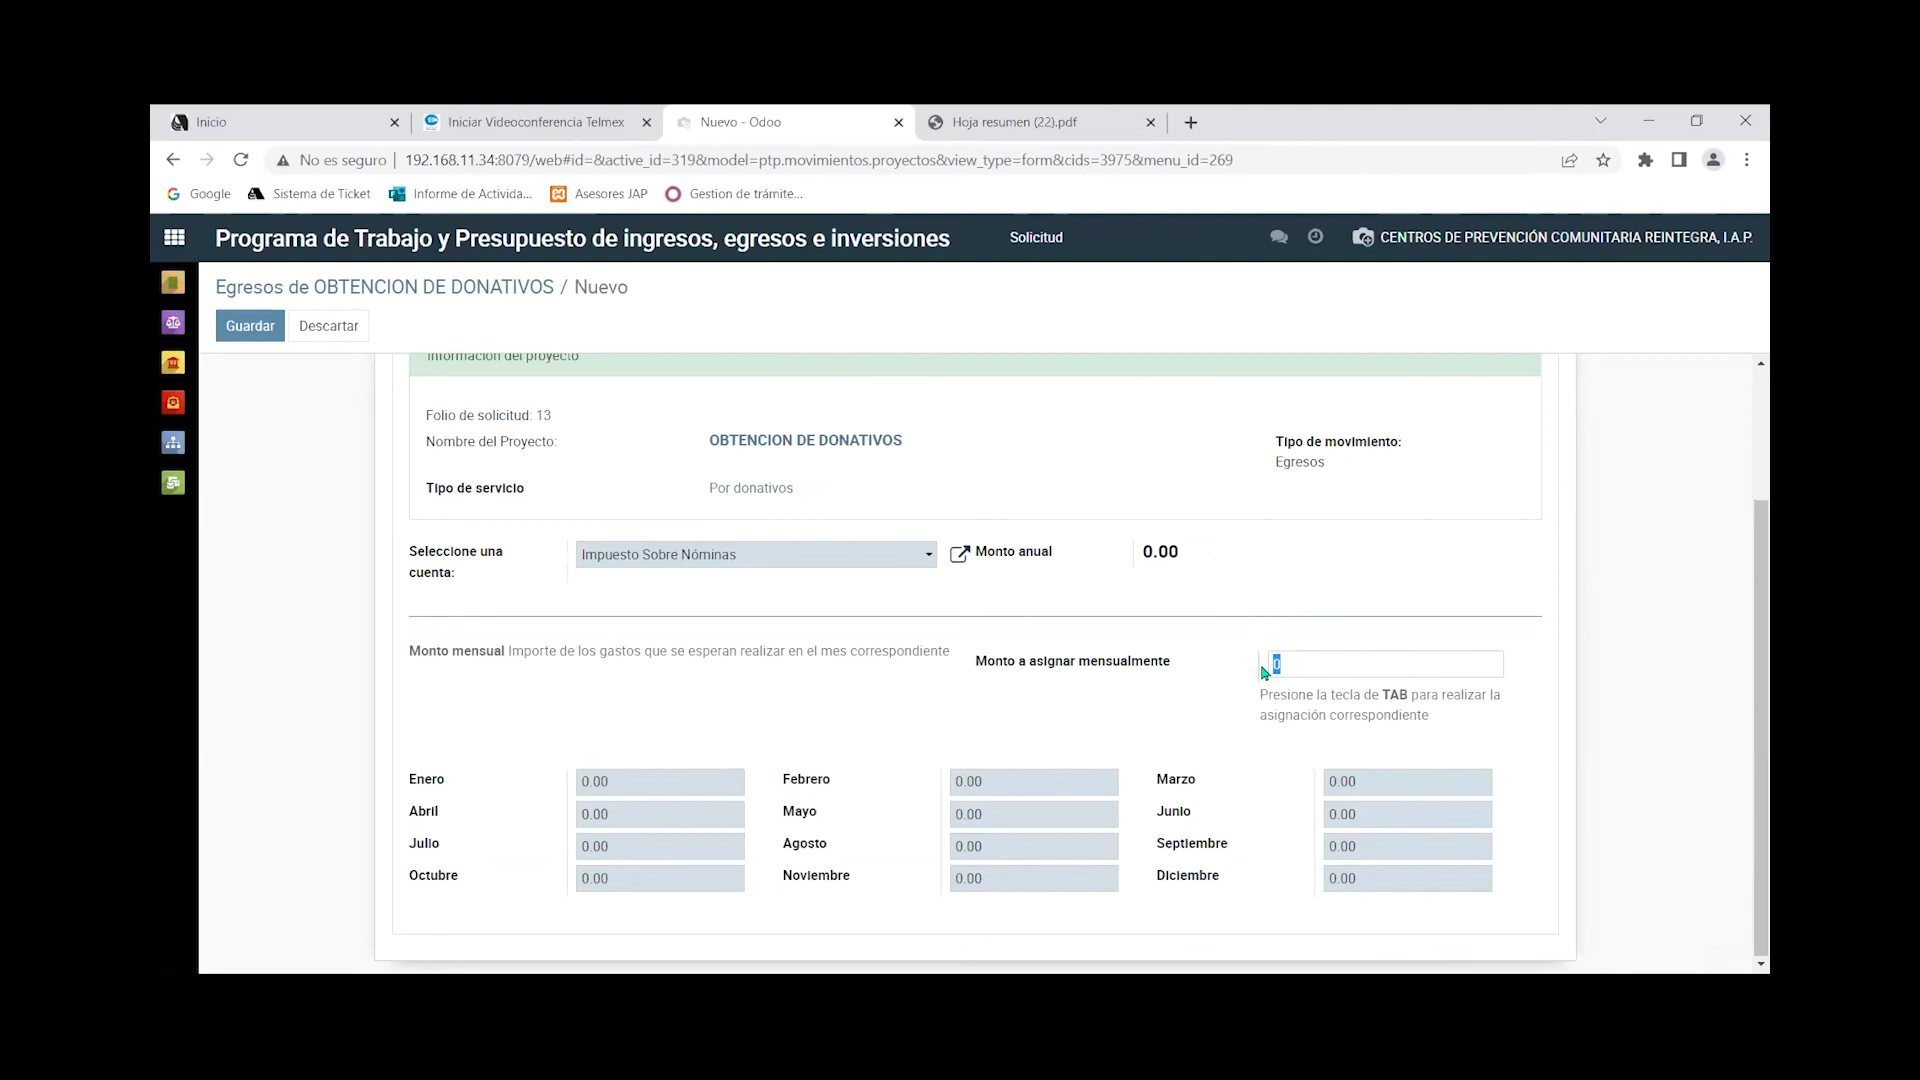 Inicio
Iniciar Videoconferencia Telmex
Nuevo - Odoo
Hoja resumen (22).pdf
No es seguro | 192.168.11.34:8079/web#id=&active_id=319&model=ptp.movimientos.proyectos&view_type=form&cids=3975&menu_id=269
Google
Sistema de Ticket
Informe de Activida...
Asesores JAP
Gestion de trámite...
Programa de Trabajo y Presupuesto de ingresos, egresos e inversiones
Solicitud
CENTROS DE PREVENCIÓN COMUNITARIA REINTEGRA, I.A.P.
Egresos de OBTENCION DE DONATIVOS / Nuevo
Guardar
Descartar
Información del proyecto
Folio de solicitud: 13
Nombre del Proyecto: OBTENCION DE DONATIVOS
Tipo de movimiento:
Egresos
Tipo de servicio Por donativos
Seleccione una
cuenta:
Impuesto Sobre Nóminas
Monto anual 0.00
Monto mensual Importe de los gastos que se esperan realizar en el mes correspondiente
Monto a asignar mensualmente 0
Presione la tecla de TAB para realizar la
asignación correspondiente
Enero 0.00 Febrero 0.00 Marzo 0.00
Abril 0.00 Mayo 0.00 Junio 0.00
Julio 0.00 Agosto 0.00 Septiembre 0.00
Octubre 0.00 Noviembre 0.00 Diciembre 0.00